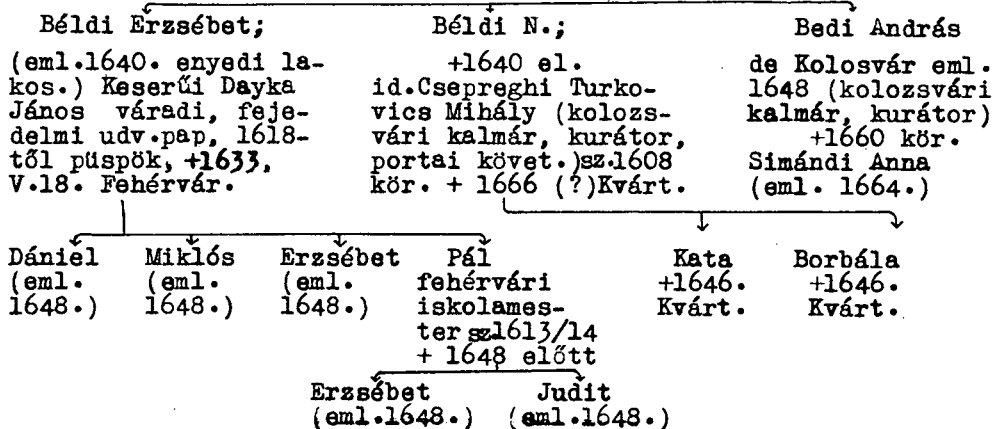 Béldi Erzsébet;
(eml.1640. enyedi la-
kos.) Keserűi Dayka
János váradi, feje-
delmi udv.pap, 1618-
tól püspök, +1633.
V.18. Fehérvár.
Béldi N.;
+1640 el.
id.Csepreghi Turko-
vics Mihály (kolozs-
vári kalmár, kurátor,
portai követ.)sz.1608
kör. + 1666 (?)Kvárt.
Bedi András
de Kolosvár eml.
1648 (kolozsvári
kalmár, kurátor)
+1660 kör.
Simándi Anna
(eml. 1664.)
Dániel
(eml.
1648.)
Miklós
(eml.
1648.)
Erzsébet
(eml.
1648.)
Pál
fehérvári
iskolames-
ter sz.1613/14
+ 1648 előtt
Kata
+1646.
Kvárt.
Borbála
+1646.
Kvárt.
Erzsébet
(eml.1648.)
Judit
(eml.1648.)